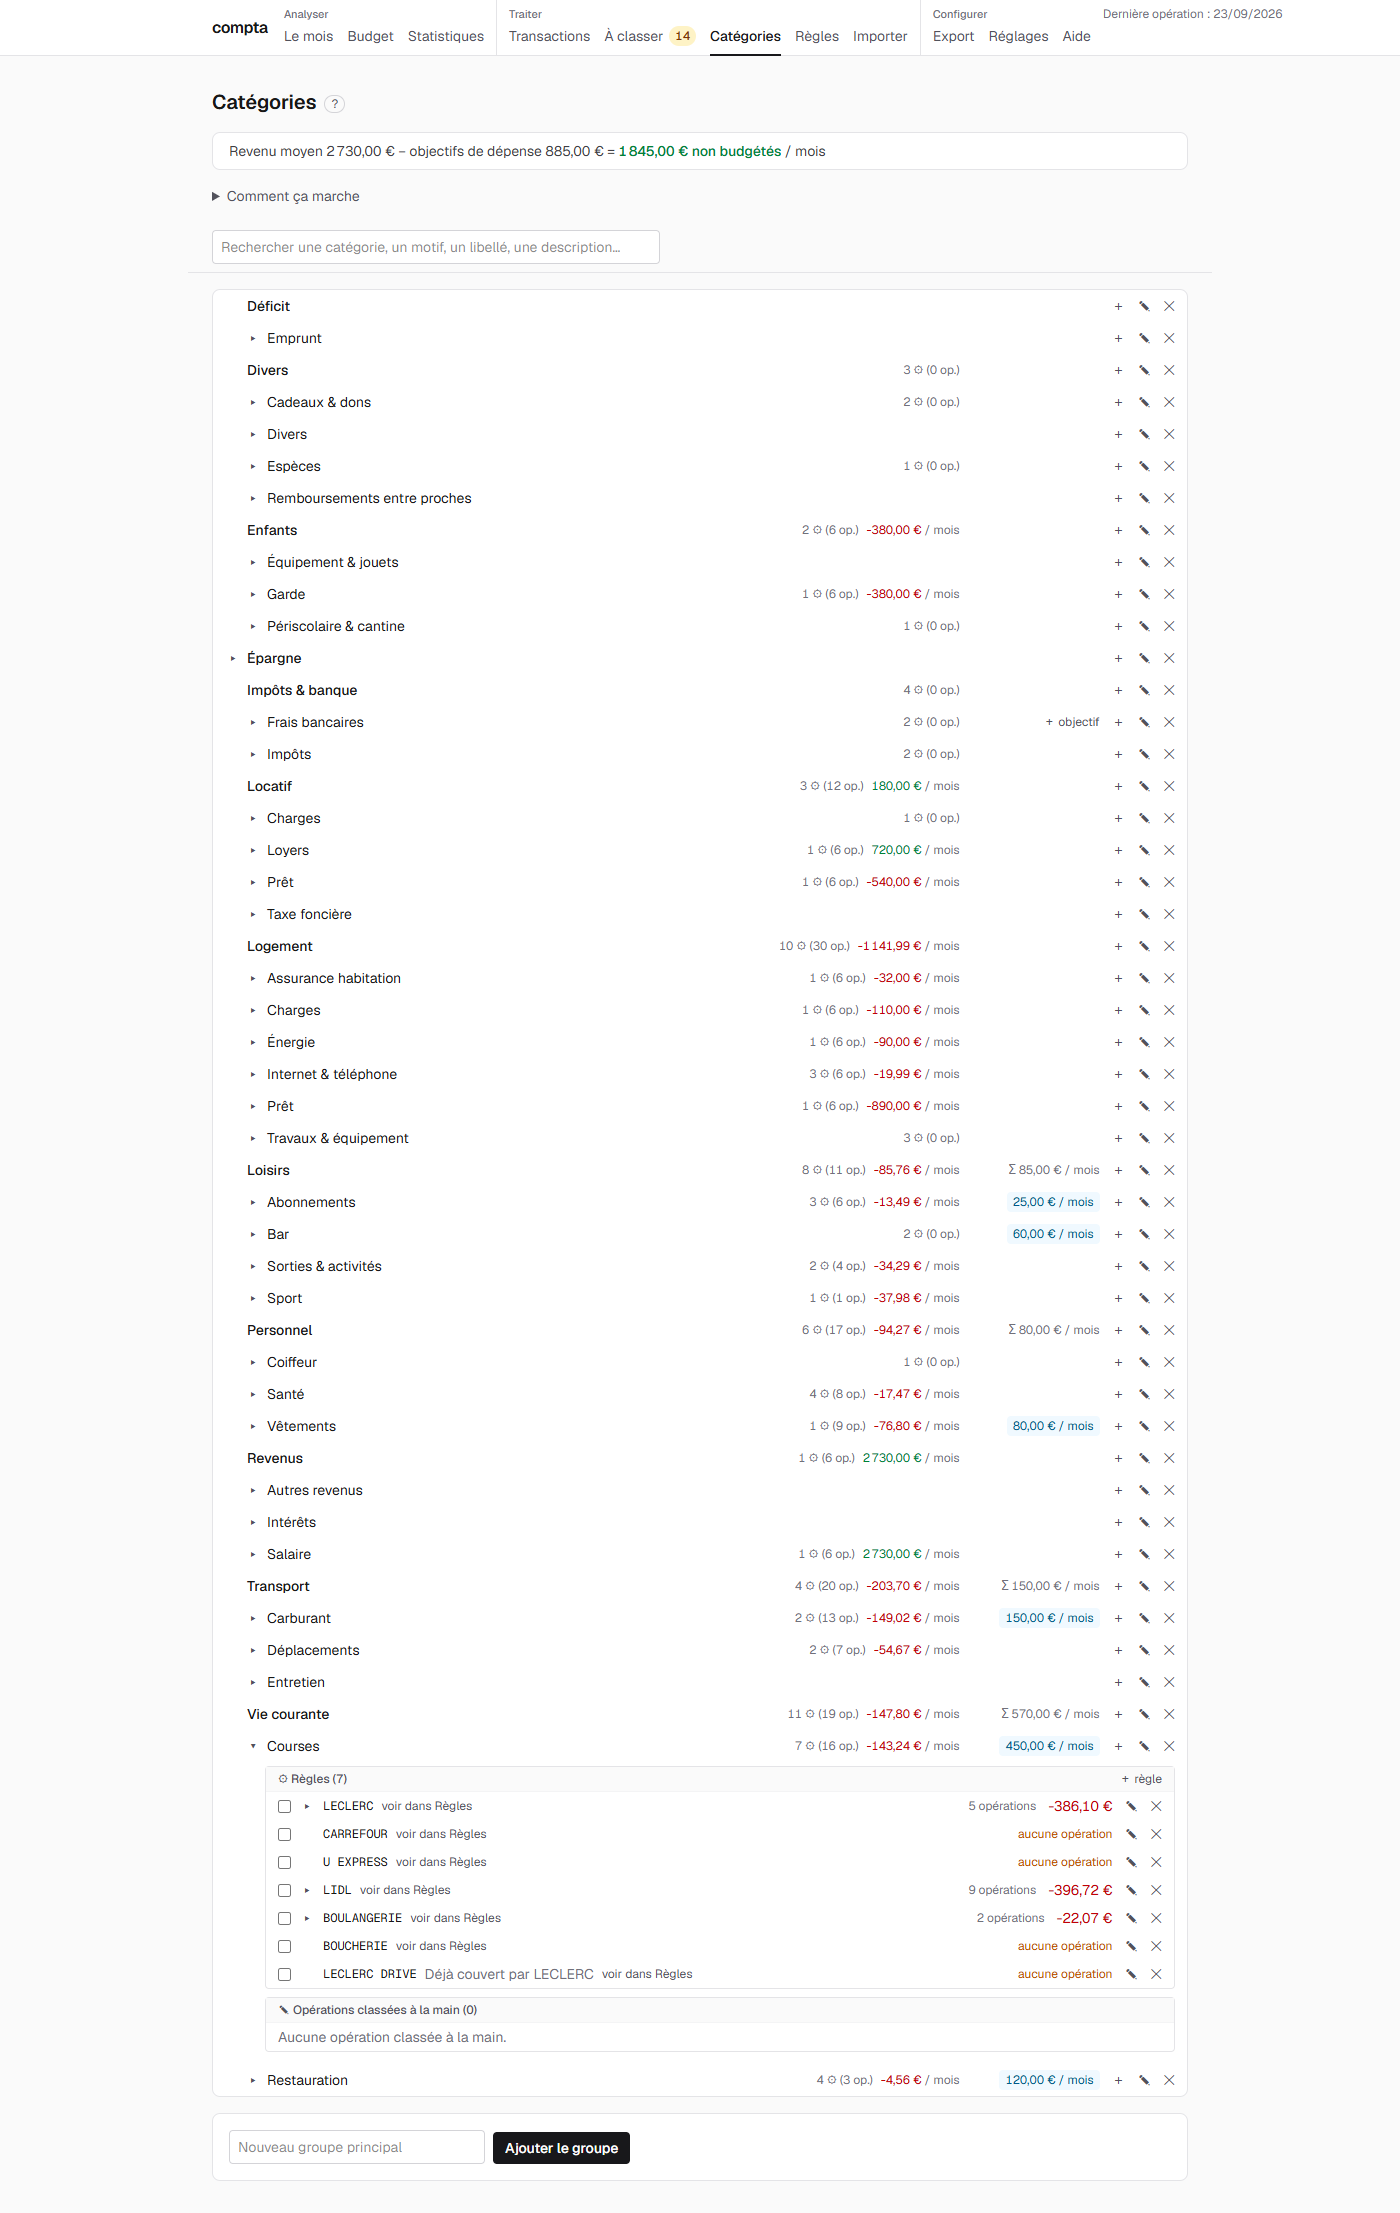 compta
Analyser
Le mois Budget Statistiques
Traiter
Transactions À classer 14 Catégories Règles Importer
Configurer
Export Réglages Aide
Dernière opération : 23/09/2026
Catégories ?
Revenu moyen 2 730,00 € – objectifs de dépense 885,00 € = 1 845,00 € non budgétés / mois
▶ Comment ça marche
Rechercher une catégorie, un motif, un libellé, une description…
Déficit + ✎ ×
▸ Emprunt + ✎ ×
Divers 3 ⚙ (0 op.) + ✎ ×
▸ Cadeaux & dons 2 ⚙ (0 op.) + ✎ ×
▸ Divers + ✎ ×
▸ Espèces 1 ⚙ (0 op.) + ✎ ×
▸ Remboursements entre proches + ✎ ×
Enfants 2 ⚙ (6 op.) -380,00 € / mois + ✎ ×
▸ Équipement & jouets + ✎ ×
▸ Garde 1 ⚙ (6 op.) -380,00 € / mois + ✎ ×
▸ Périscolaire & cantine 1 ⚙ (0 op.) + ✎ ×
▸ Épargne + ✎ ×
Impôts & banque 4 ⚙ (0 op.) + ✎ ×
▸ Frais bancaires 2 ⚙ (0 op.) + objectif + ✎ ×
▸ Impôts 2 ⚙ (0 op.) + ✎ ×
Locatif 3 ⚙ (12 op.) 180,00 € / mois + ✎ ×
▸ Charges 1 ⚙ (0 op.) + ✎ ×
▸ Loyers 1 ⚙ (6 op.) 720,00 € / mois + ✎ ×
▸ Prêt 1 ⚙ (6 op.) -540,00 € / mois + ✎ ×
▸ Taxe foncière + ✎ ×
Logement 10 ⚙ (30 op.) -1 141,99 € / mois + ✎ ×
▸ Assurance habitation 1 ⚙ (6 op.) -32,00 € / mois + ✎ ×
▸ Charges 1 ⚙ (6 op.) -110,00 € / mois + ✎ ×
▸ Énergie 1 ⚙ (6 op.) -90,00 € / mois + ✎ ×
▸ Internet & téléphone 3 ⚙ (6 op.) -19,99 € / mois + ✎ ×
▸ Prêt 1 ⚙ (6 op.) -890,00 € / mois + ✎ ×
▸ Travaux & équipement 3 ⚙ (0 op.) + ✎ ×
Loisirs 8 ⚙ (11 op.) -85,76 € / mois Σ 85,00 € / mois + ✎ ×
▸ Abonnements 3 ⚙ (6 op.) -13,49 € / mois 25,00 € / mois + ✎ ×
▸ Bar 2 ⚙ (0 op.) 60,00 € / mois + ✎ ×
▸ Sorties & activités 2 ⚙ (4 op.) -34,29 € / mois + ✎ ×
▸ Sport 1 ⚙ (1 op.) -37,98 € / mois + ✎ ×
Personnel 6 ⚙ (17 op.) -94,27 € / mois Σ 80,00 € / mois + ✎ ×
▸ Coiffeur 1 ⚙ (0 op.) + ✎ ×
▸ Santé 4 ⚙ (8 op.) -17,47 € / mois + ✎ ×
▸ Vêtements 1 ⚙ (9 op.) -76,80 € / mois 80,00 € / mois + ✎ ×
Revenus 1 ⚙ (6 op.) 2 730,00 € / mois + ✎ ×
▸ Autres revenus + ✎ ×
▸ Intérêts + ✎ ×
▸ Salaire 1 ⚙ (6 op.) 2 730,00 € / mois + ✎ ×
Transport 4 ⚙ (20 op.) -203,70 € / mois Σ 150,00 € / mois + ✎ ×
▸ Carburant 2 ⚙ (13 op.) -149,02 € / mois 150,00 € / mois + ✎ ×
▸ Déplacements 2 ⚙ (7 op.) -54,67 € / mois + ✎ ×
▸ Entretien + ✎ ×
Vie courante 11 ⚙ (19 op.) -147,80 € / mois Σ 570,00 € / mois + ✎ ×
▾ Courses 7 ⚙ (16 op.) -143,24 € / mois 450,00 € / mois + ✎ ×
⚙ Règles (7) + règle
▸ LECLERC voir dans Règles 5 opérations -386,10 € ✎ ×
CARREFOUR voir dans Règles aucune opération ✎ ×
U EXPRESS voir dans Règles aucune opération ✎ ×
▸ LIDL voir dans Règles 9 opérations -396,72 € ✎ ×
▸ BOULANGERIE voir dans Règles 2 opérations -22,07 € ✎ ×
BOUCHERIE voir dans Règles aucune opération ✎ ×
LECLERC DRIVE Déjà couvert par LECLERC voir dans Règles aucune opération ✎ ×
✎ Opérations classées à la main (0)
Aucune opération classée à la main.
▸ Restauration 4 ⚙ (3 op.) -4,56 € / mois 120,00 € / mois + ✎ ×
Nouveau groupe principal Ajouter le groupe